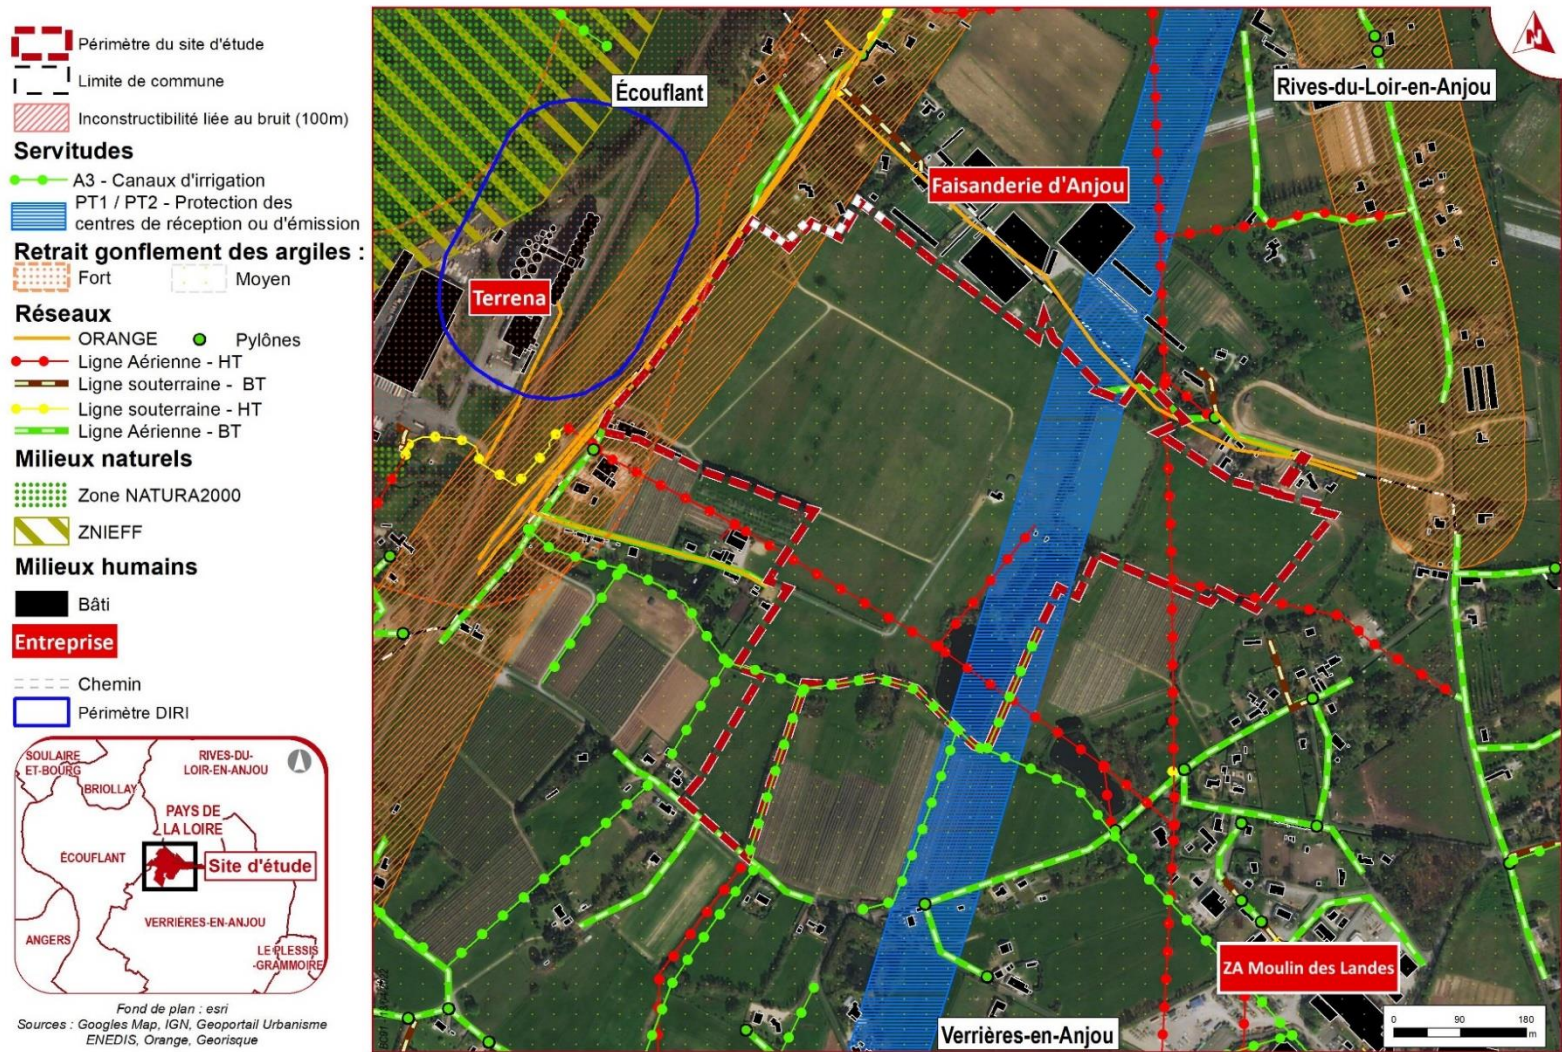 Périmètre du site d'étude
Limite de commune
Inconstructibilité liée au bruit (100m)
Servitudes
A3 - Canaux d'irrigation
PT1 / PT2 - Protection des
centres de réception ou d'émission
Retrait gonflement des argiles :
Fort
Moyen
Réseaux
ORANGE
Pylônes
Ligne Aérienne - HT
Ligne souterraine - BT
Ligne souterraine - HT
Ligne Aérienne - BT
Milieux naturels
Zone NATURA2000
ZNIEFF
Milieux humains
Bâti
Entreprise
Chemin
Périmètre DIRI
SOULAIRE
ET-BOURG
RIVES-DU-
LOIR-EN-ANJOU
BRIOLLAY
PAYS DE
LA LOIRE
ÉCOUFLANT
Site d'étude
VERRIÈRES-EN-ANJOU
ANGERS
LE PLESSIS
-GRAMMOIRE
Fond de plan : esri
Sources : Googles Map, IGN, Geoportail Urbanisme
ENEDIS, Orange, Georisque
Écouflant
Rives-du-Loir-en-Anjou
N
Faisanderie d'Anjou
Terrena
ZA Moulin des Landes
Verrières-en-Anjou
0 90 180
m